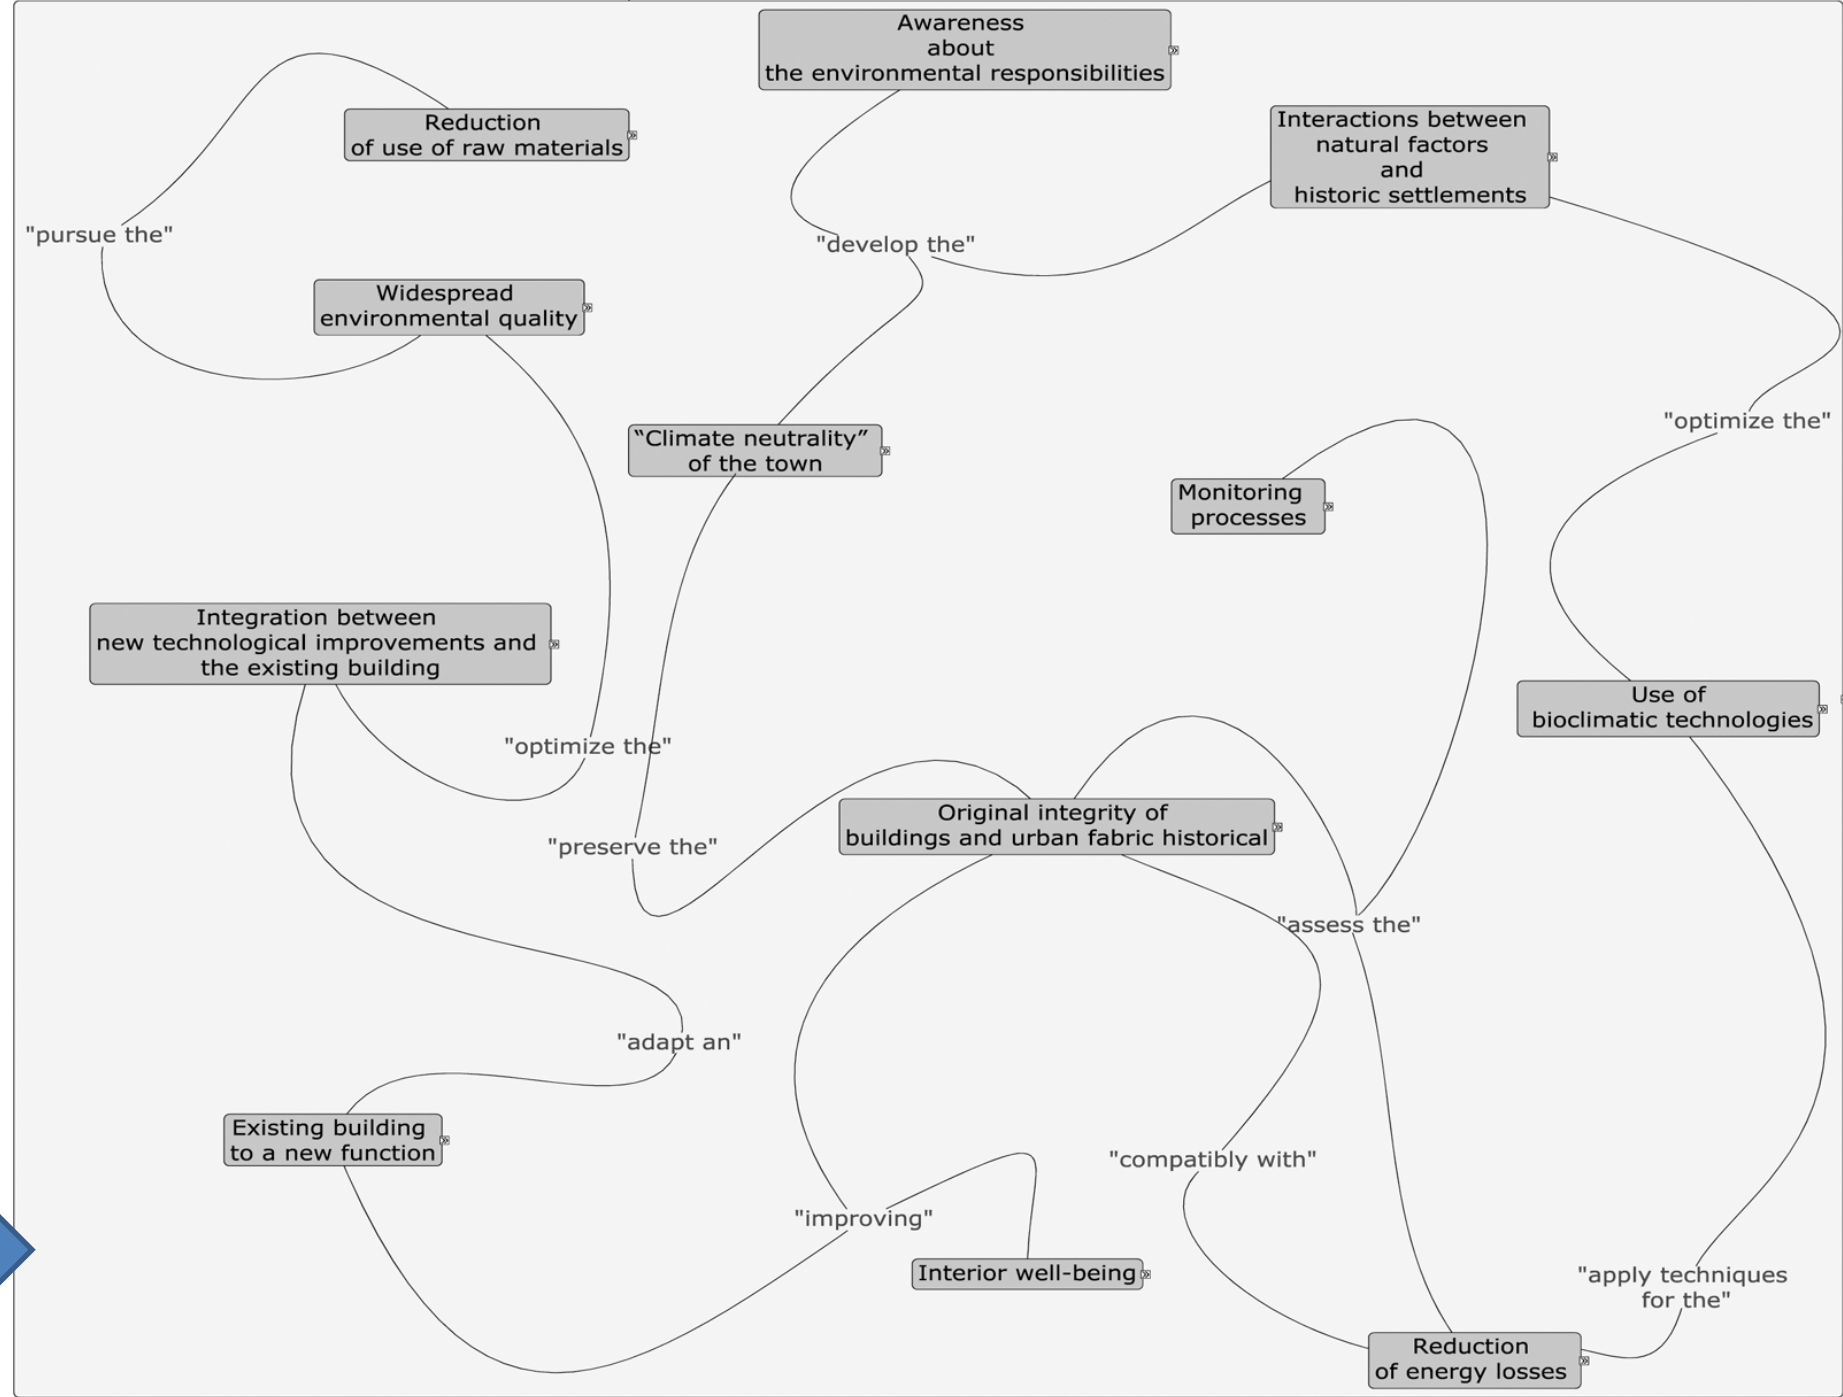 Awareness
about
the environmental responsibilities
Reduction
of use of raw materials
Interactions between
natural factors
and
historic settlements
"pursue the"
"develop the"
Widespread
environmental quality
"optimize the"
“Climate neutrality”
of the town
Monitoring
processes
Integration between
new technological improvements and
the existing building
Use of
bioclimatic technologies
"optimize the"
Original integrity of
buildings and urban fabric historical
"preserve the"
"assess the"
"adapt an"
Existing building
to a new function
"compatibly with"
"improving"
Interior well-being
"apply techniques
for the"
Reduction
of energy losses